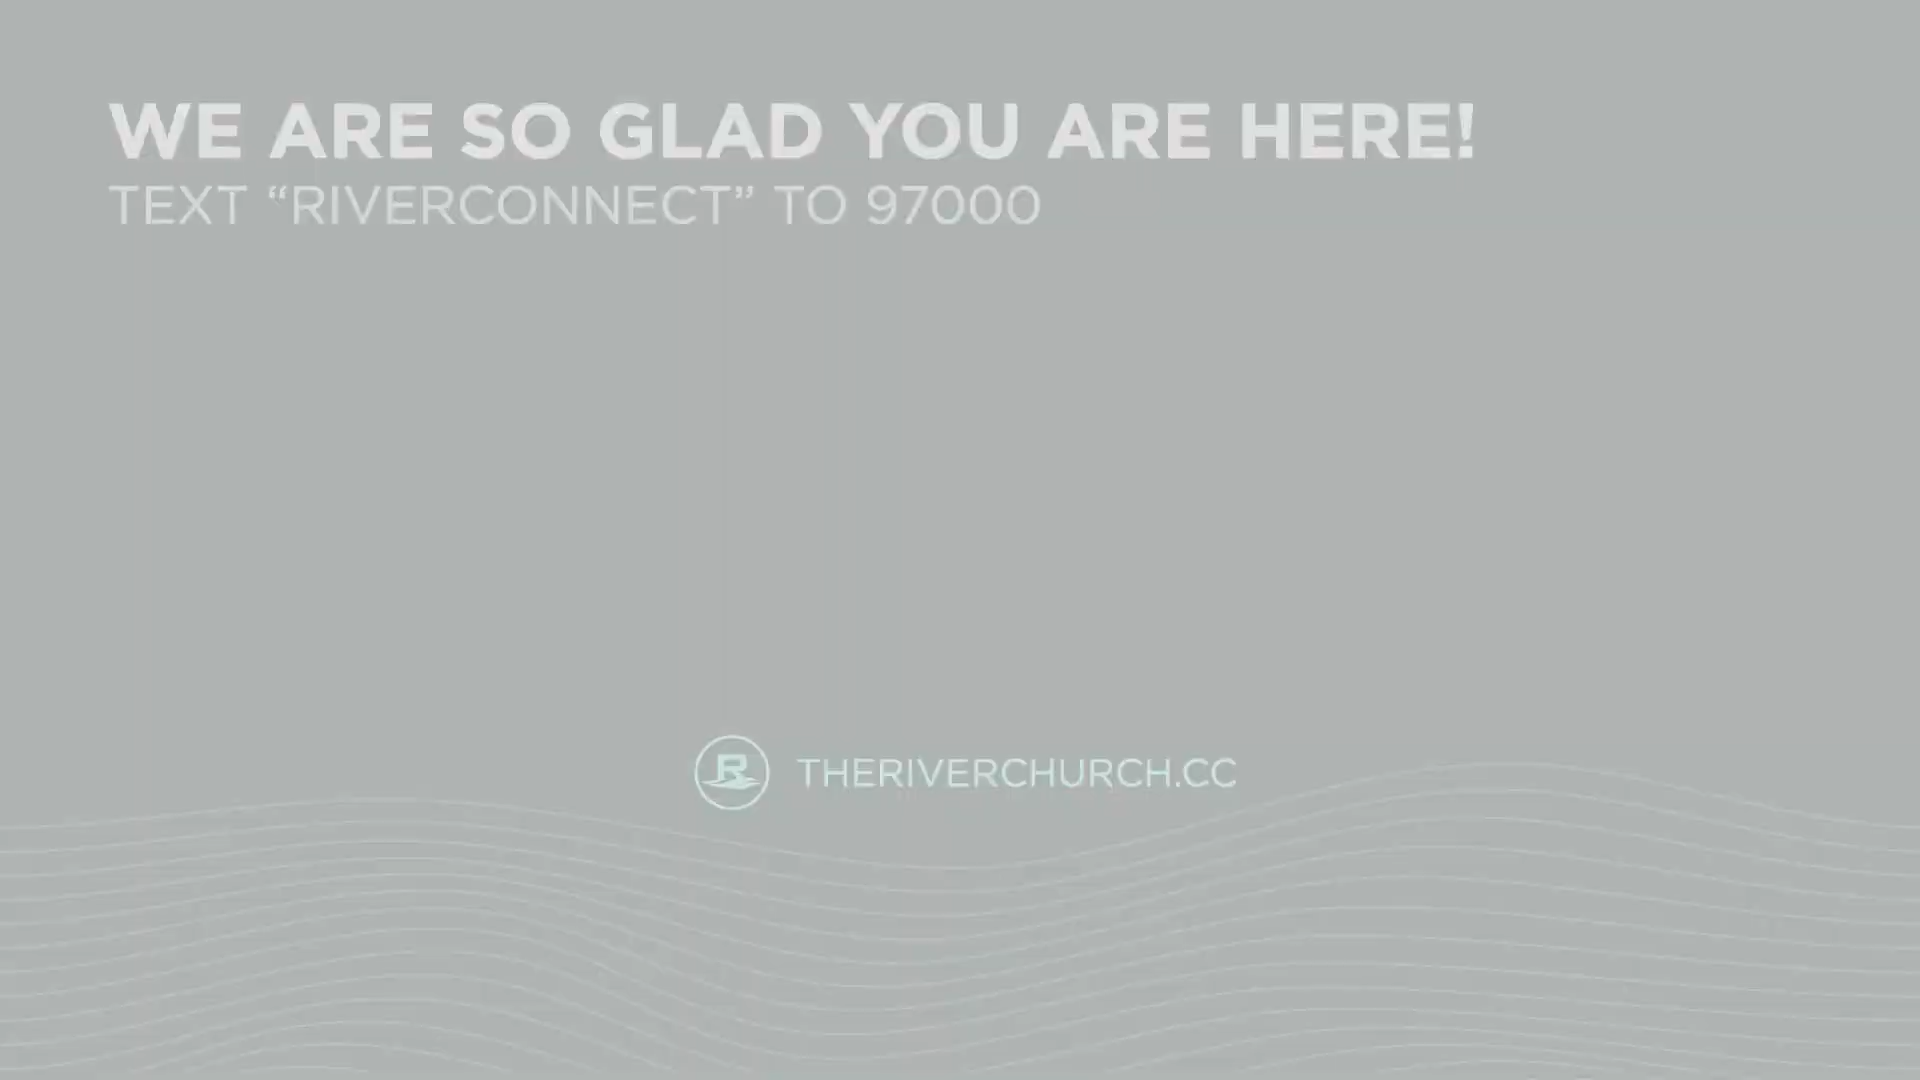 WE ARE SO GLAD YOU ARE HERE!
TEXT “RIVERCONNECT” TO 97000
R THERIVERCHURCH.CC